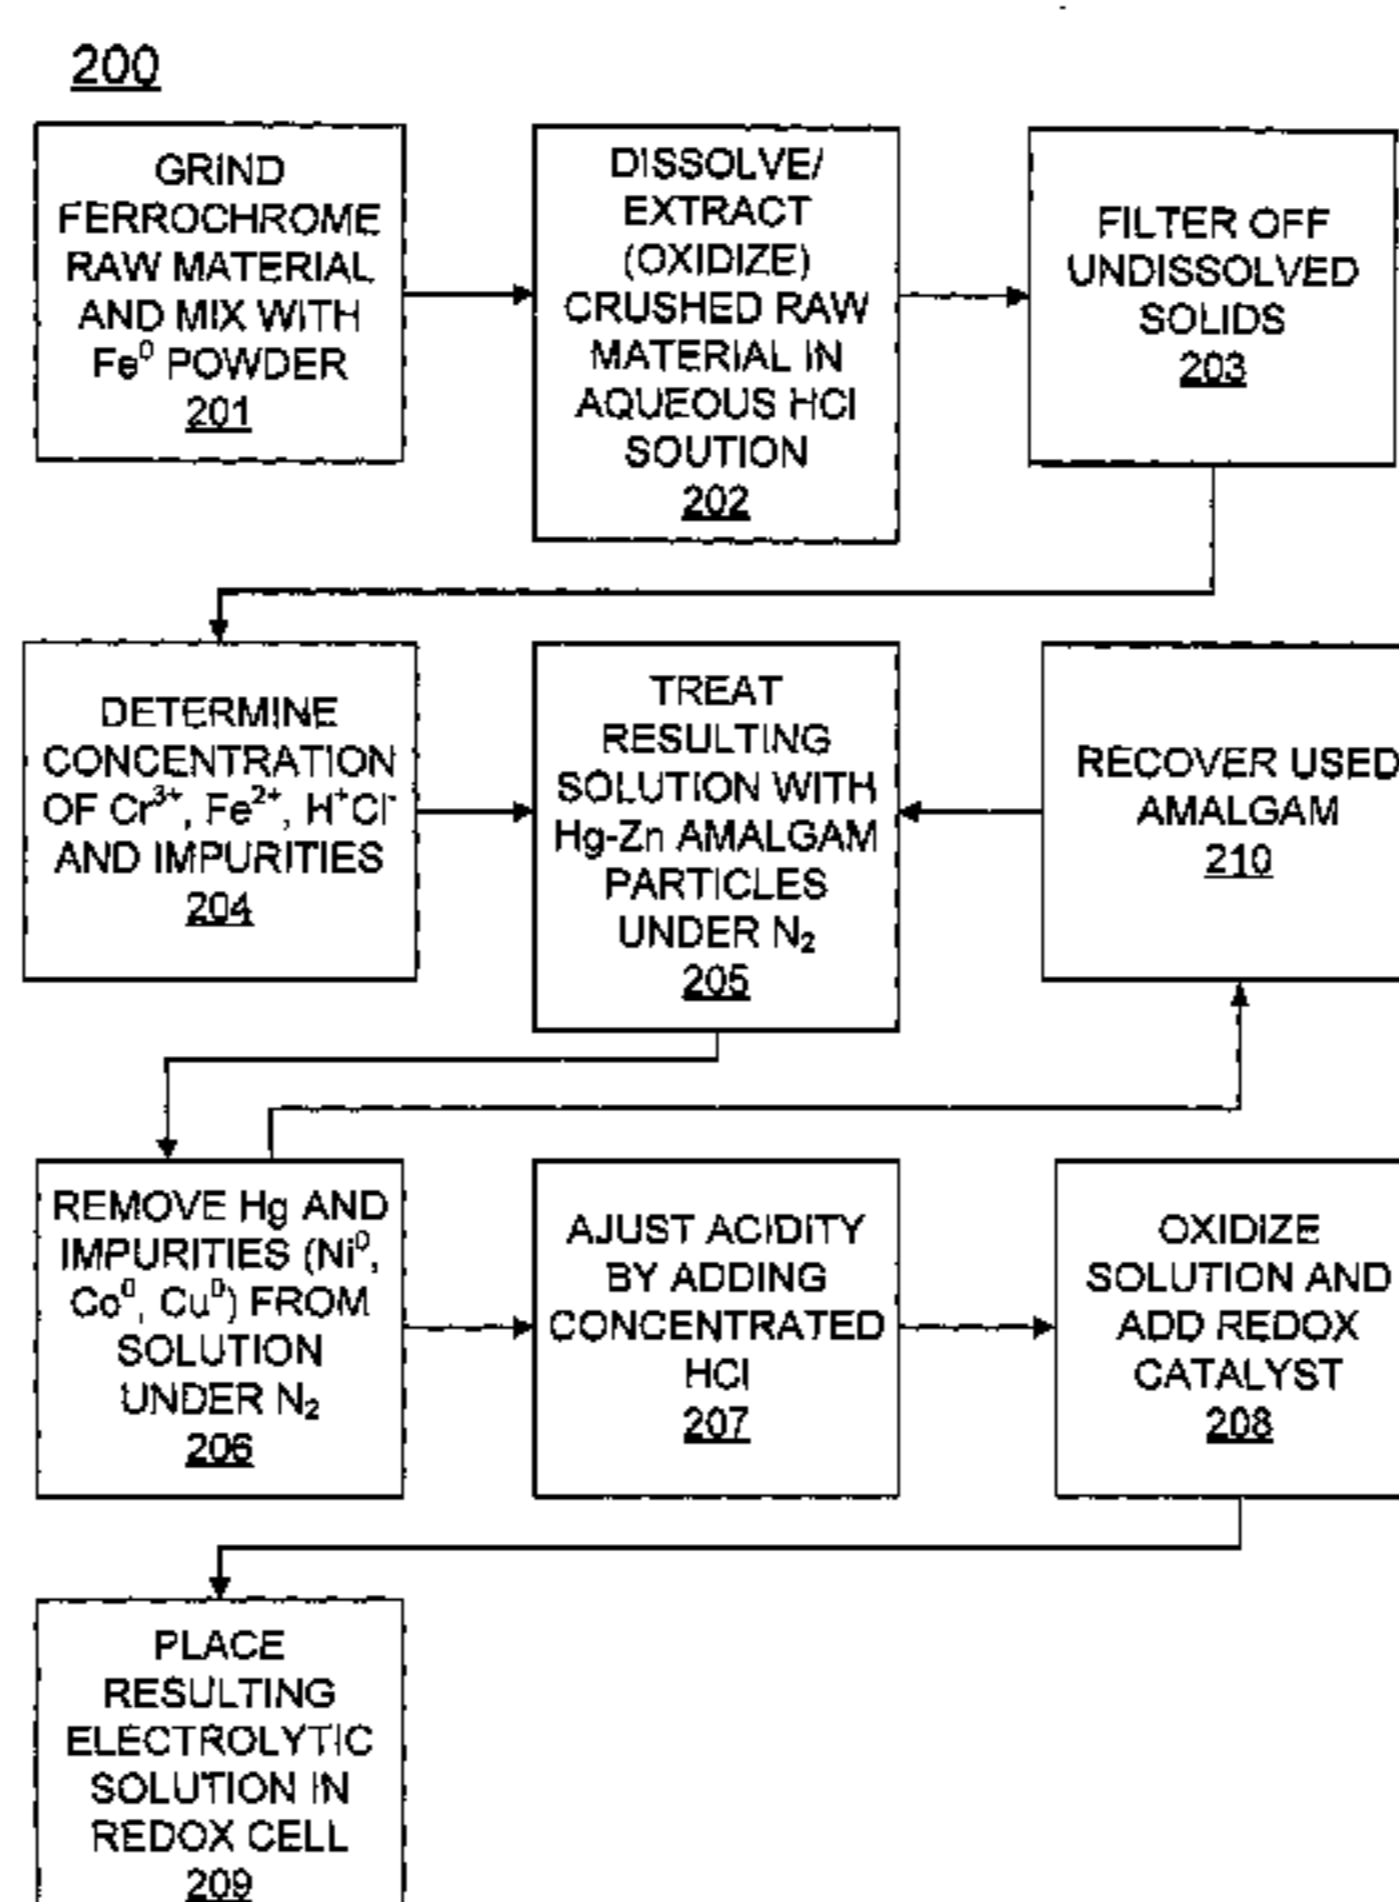 200
GRIND
FERROCHROME
RAW MATERIAL
AND MIX WITH
Fe⁰ POWDER
201
DISSOLVE/
EXTRACT
(OXIDIZE)
CRUSHED RAW
MATERIAL IN
AQUEOUS HCl
SOUTION
202
FILTER OFF
UNDISSOLVED
SOLIDS
203
DETERMINE
CONCENTRATION
OF Cr³⁺, Fe²⁺, H⁺Cl⁻
AND IMPURITIES
204
TREAT
RESULTING
SOLUTION WITH
Hg-Zn AMALGAM
PARTICLES
UNDER N₂
205
RECOVER USED
AMALGAM
210
REMOVE Hg AND
IMPURITIES (Ni⁰,
Co⁰, Cu⁰) FROM
SOLUTION
UNDER N₂
206
AJUST ACIDITY
BY ADDING
CONCENTRATED
HCl
207
OXIDIZE
SOLUTION AND
ADD REDOX
CATALYST
208
PLACE
RESULTING
ELECTROLYTIC
SOLUTION IN
REDOX CELL
209